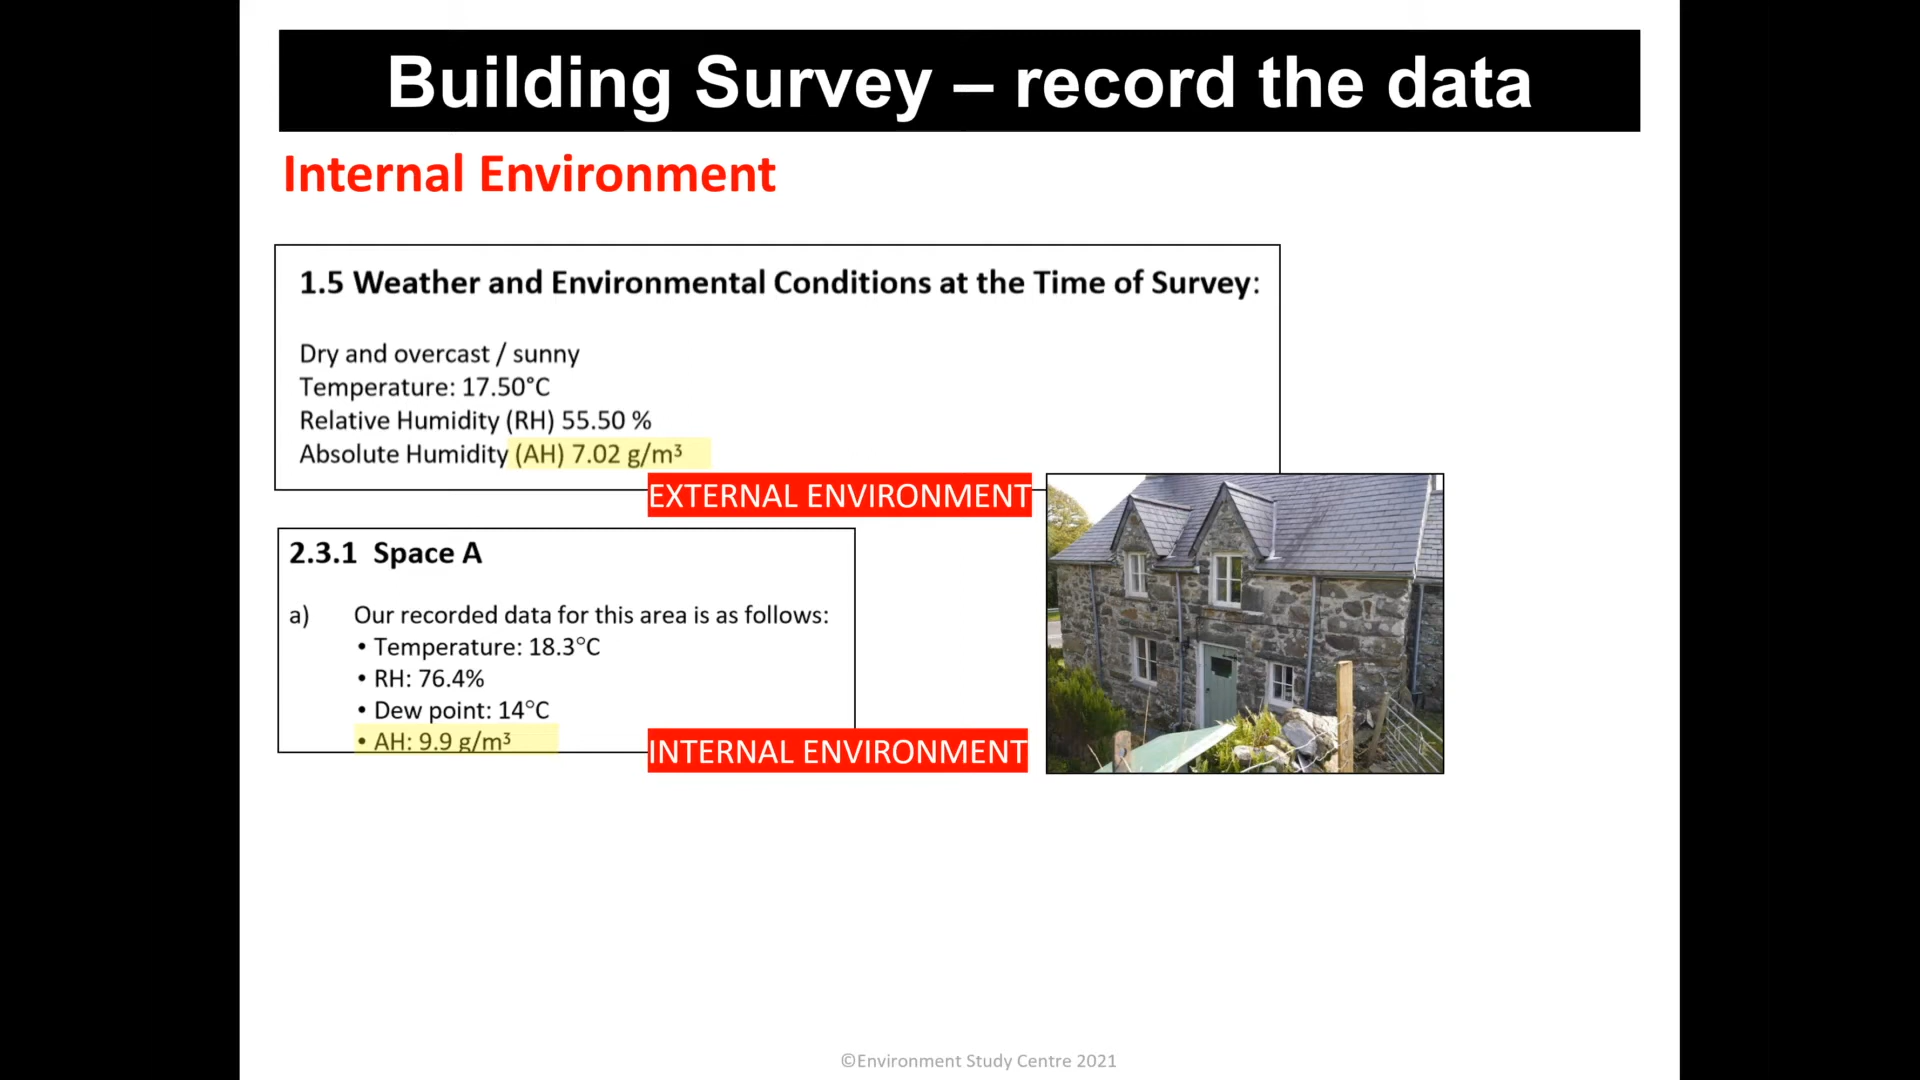 Building Survey – record the data
Internal Environment
1.5 Weather and Environmental Conditions at the Time of Survey:
Dry and overcast / sunny
Temperature: 17.50°C
Relative Humidity (RH) 55.50 %
Absolute Humidity (AH) 7.02 g/m³
EXTERNAL ENVIRONMENT
2.3.1 Space A
a) Our recorded data for this area is as follows:
• Temperature: 18.3°C
• RH: 76.4%
• Dew point: 14°C
• AH: 9.9 g/m³
INTERNAL ENVIRONMENT
©Environment Study Centre 2021